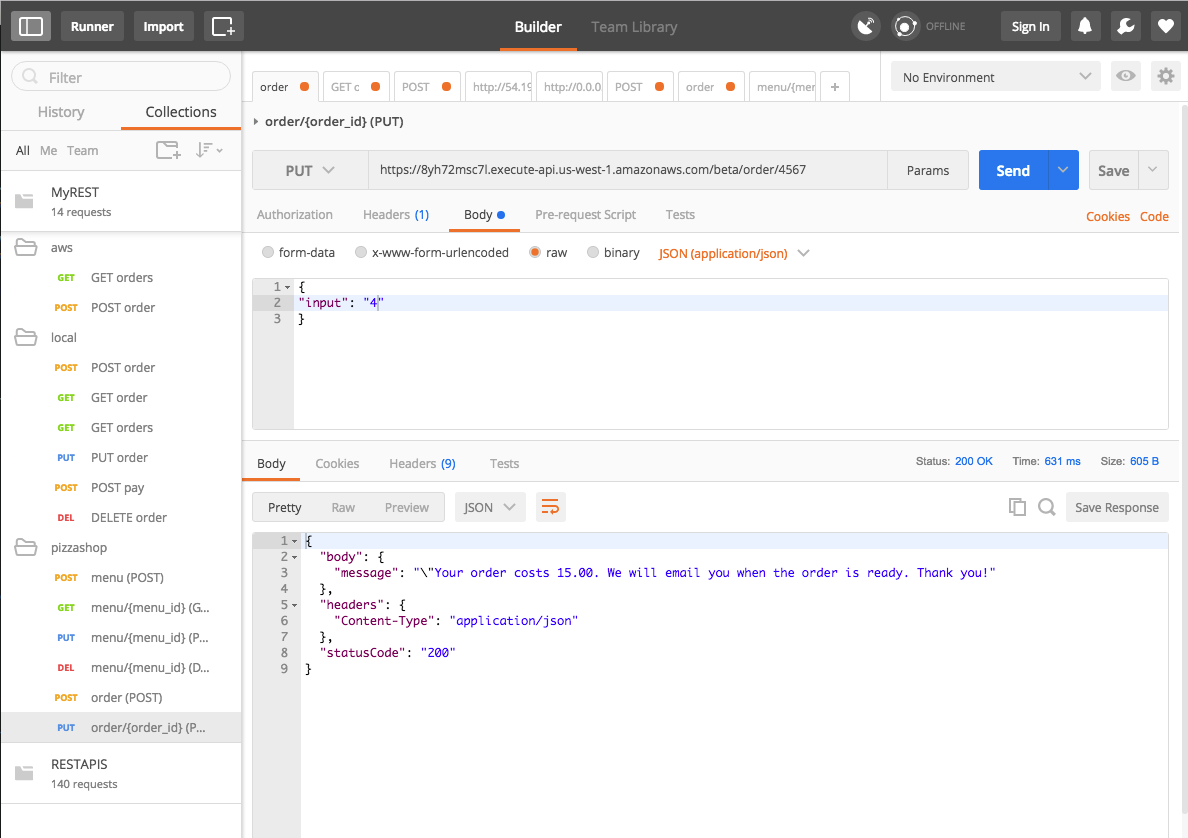 Runner Import Builder Team Library OFFLINE Sign In
Filter
History Collections
All Me Team
MyREST
14 requests
aws
GET GET orders
POST POST order
local
POST POST order
GET GET order
GET GET orders
PUT PUT order
POST POST pay
DEL DELETE order
pizzashop
POST menu (POST)
GET menu/{menu_id} (G...
PUT menu/{menu_id} (P...
DEL menu/{menu_id} (D...
POST order (POST)
PUT order/{order_id} (P...
RESTAPIS
140 requests
order GET c POST http://54.19 http://0.0.0 POST order menu/{mer + No Environment
order/{order_id} (PUT)
PUT https://8yh72msc7l.execute-api.us-west-1.amazonaws.com/beta/order/4567 Params Send Save
Authorization Headers (1) Body Pre-request Script Tests Cookies Code
form-data x-www-form-urlencoded raw binary JSON (application/json)
1 {
2 "input": "4"
3 }
Body Cookies Headers (9) Tests Status: 200 OK Time: 631 ms Size: 605 B
Pretty Raw Preview JSON Save Response
1 {
2 "body": {
3 "message": "\"Your order costs 15.00. We will email you when the order is ready. Thank you!"
4 },
5 "headers": {
6 "Content-Type": "application/json"
7 },
8 "statusCode": "200"
9 }